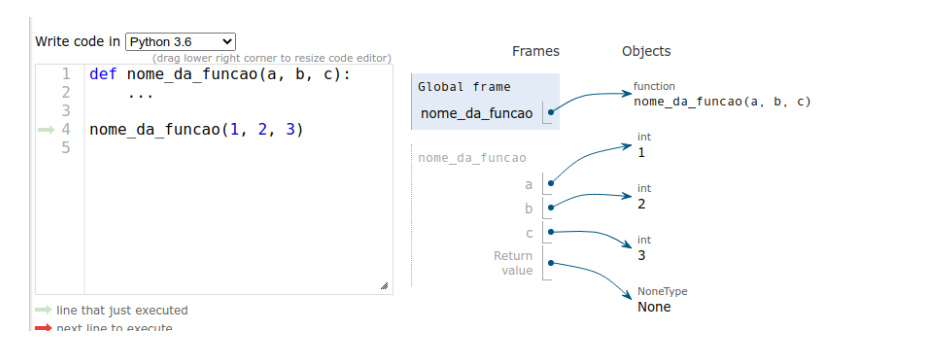 Write code in Python 3.6
(drag lower right corner to resize code editor)
1 def nome_da_funcao(a, b, c):
2 ...
3
4 nome_da_funcao(1, 2, 3)
5
line that just executed
next line to execute
Frames
Objects
Global frame
nome_da_funcao
function
nome_da_funcao(a, b, c)
nome_da_funcao
a
int
1
b
int
2
c
int
3
Return
value
NoneType
None